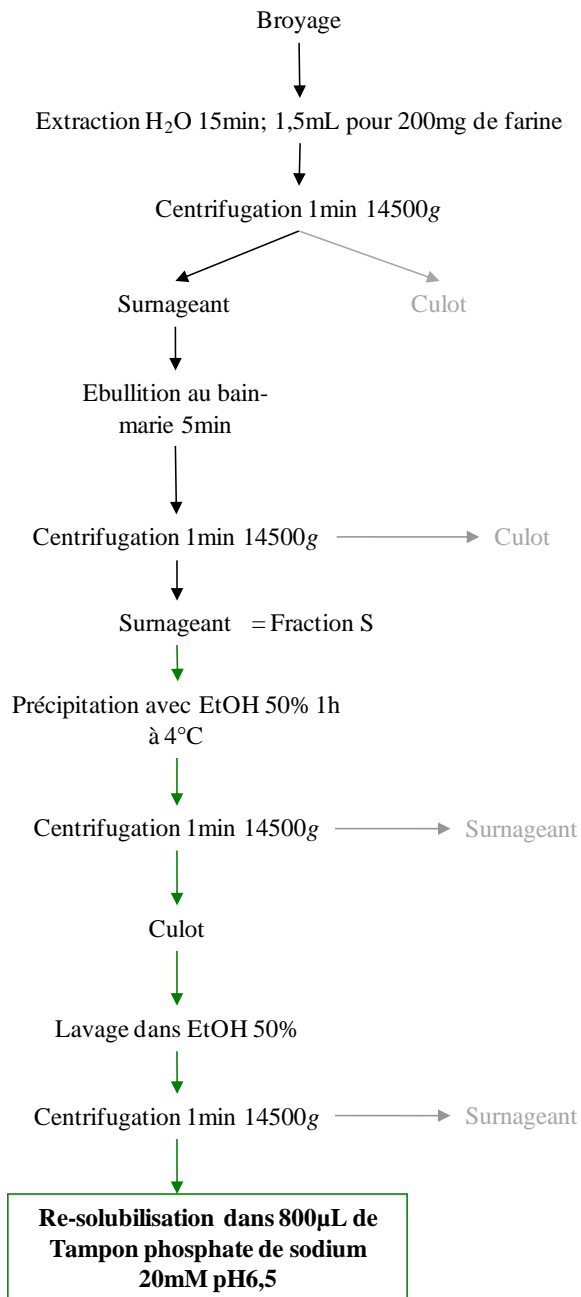 Broyage
Extraction H₂O 15min; 1,5mL pour 200mg de farine
Centrifugation 1min 14500g
Surnageant
Culot
Ebullition au bain-
marie 5min
Centrifugation 1min 14500g
Culot
Surnageant = Fraction S
Précipitation avec EtOH 50% 1h
à 4°C
Centrifugation 1min 14500g
Surnageant
Culot
Lavage dans EtOH 50%
Centrifugation 1min 14500g
Surnageant
Re-solubilisation dans 800µL de
Tampon phosphate de sodium
20mM pH6,5